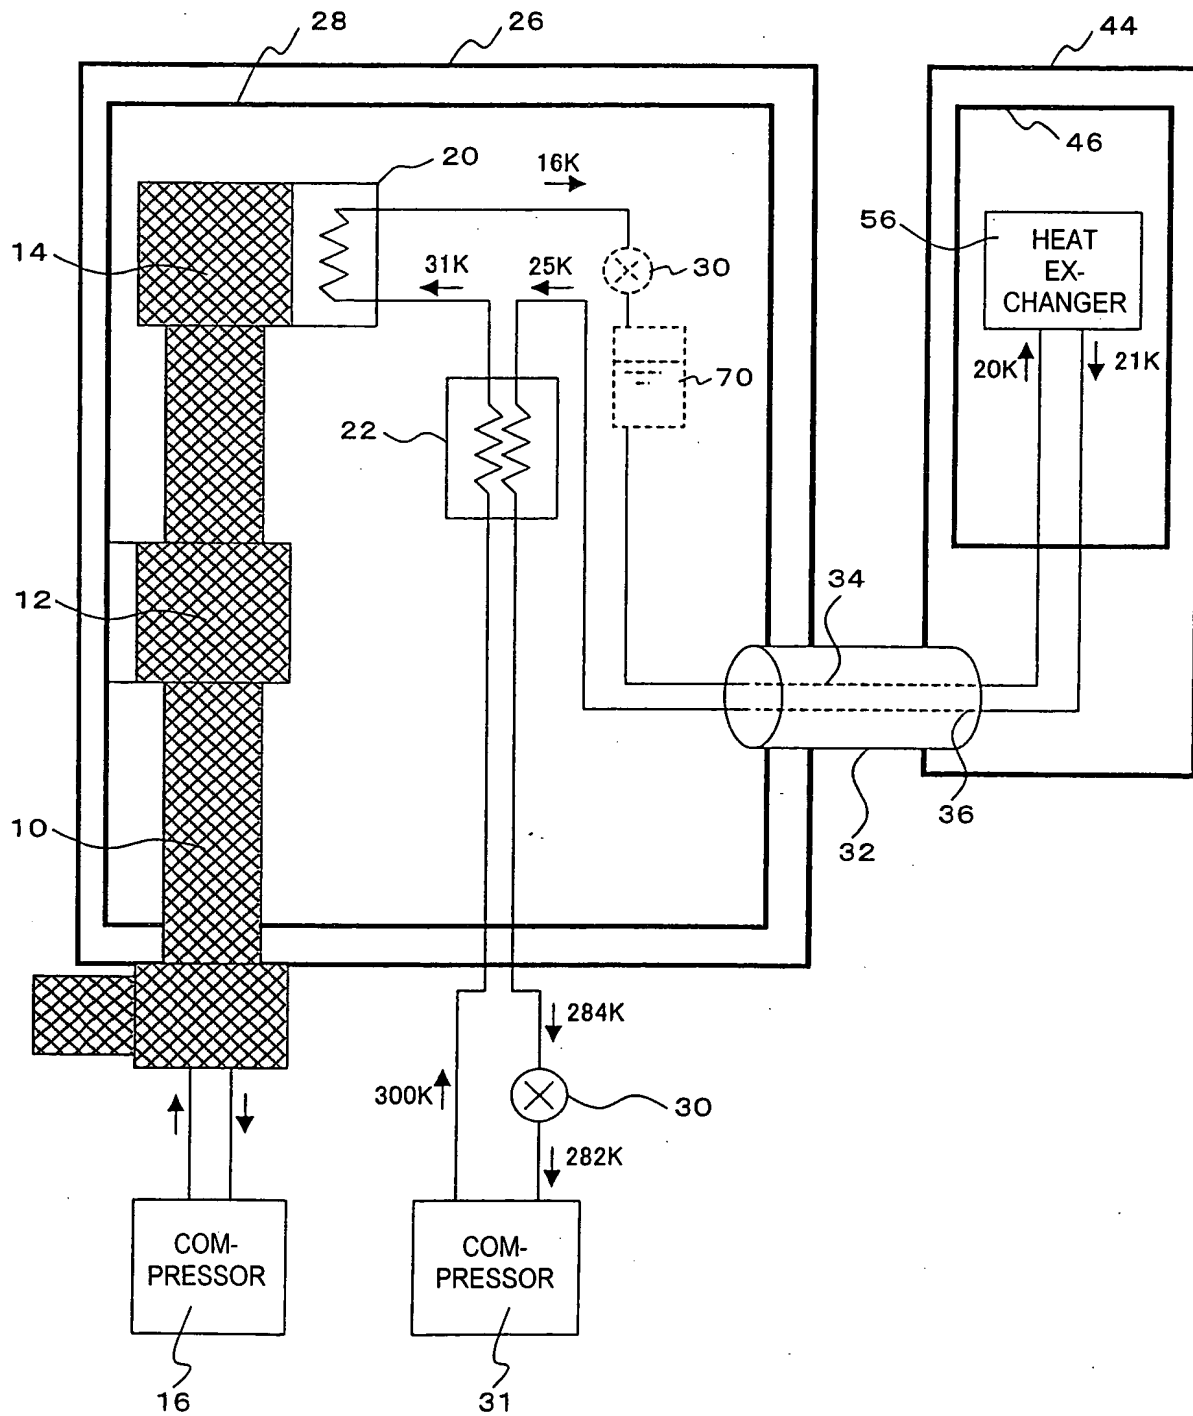 28
26
44
46
20
16K
56
HEAT
EX-
CHANGER
14
31K
25K
30
20K
21K
70
22
34
12
36
10
32
284K
300K
30
282K
COM-
PRESSOR
COM-
PRESSOR
16
31